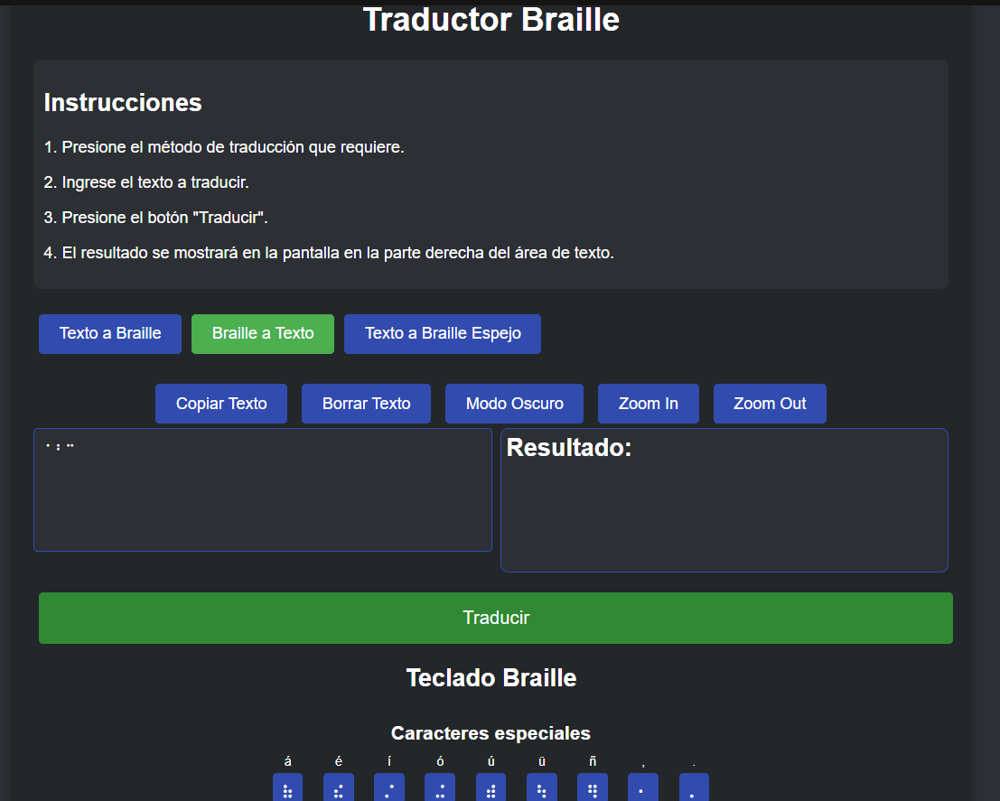 Traductor Braille
Instrucciones
1. Presione el método de traducción que requiere.
2. Ingrese el texto a traducir.
3. Presione el botón "Traducir".
4. El resultado se mostrará en la pantalla en la parte derecha del área de texto.
Texto a Braille Braille a Texto Texto a Braille Espejo
Copiar Texto Borrar Texto Modo Oscuro Zoom In Zoom Out
⠁⠃⠉
Resultado:
Traducir
Teclado Braille
Caracteres especiales
á é í ó ú ü ñ , .
⠷ ⠮ ⠌ ⠬ ⠾ ⠳ ⠻ ⠂ ⠄